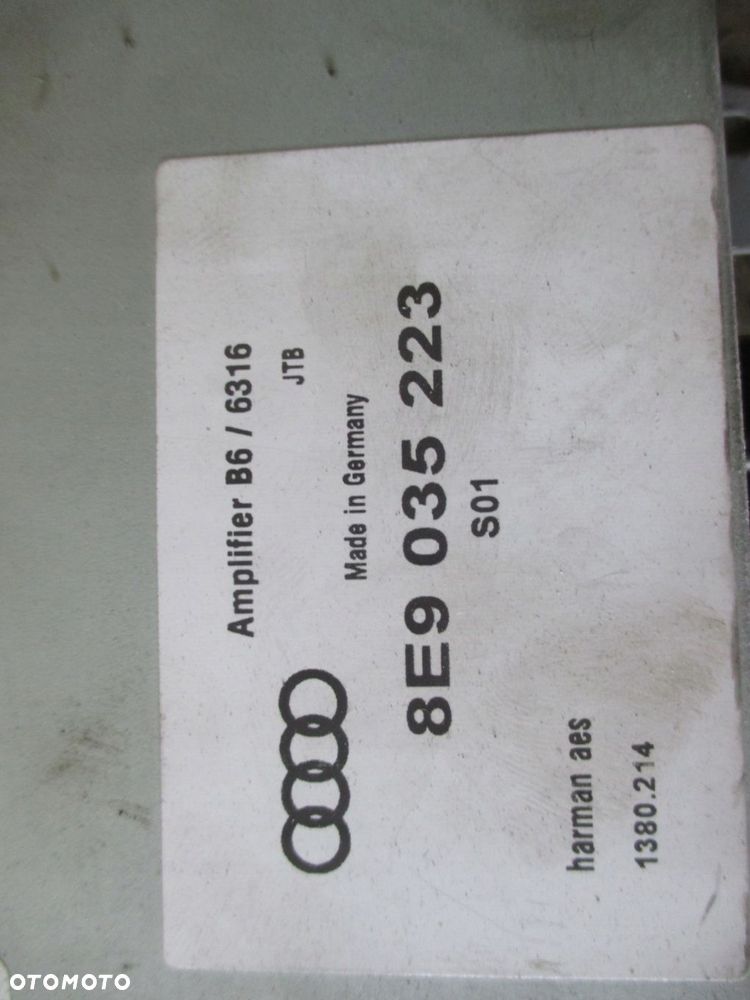 Amplifier B6 / 6316
JTB
Made in Germany
8E9 035 223
S01
harman aes
1380.214
OTOMOTO